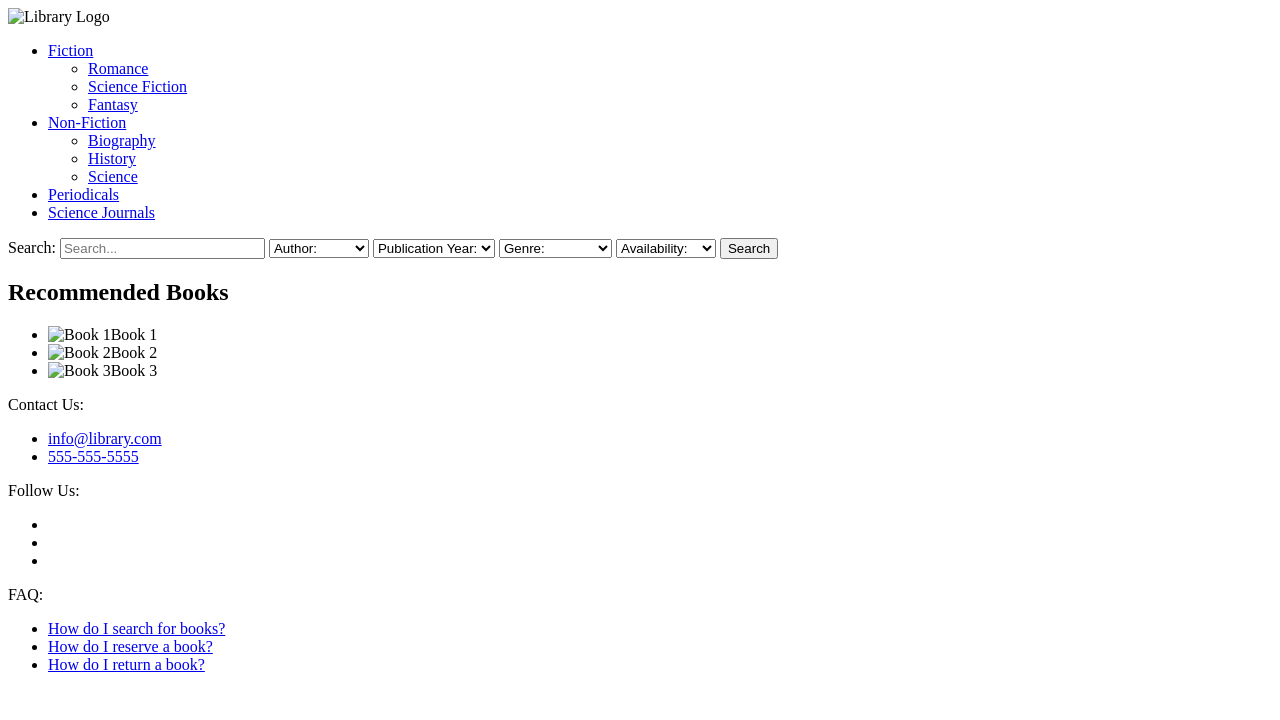 Library Logo
Fiction
Romance
Science Fiction
Fantasy
Non-Fiction
Biography
History
Science
Periodicals
Science Journals
Search: Search... Author: Publication Year: Genre: Availability: Search
Recommended Books
Book 1Book 1
Book 2Book 2
Book 3Book 3
Contact Us:
info@library.com
555-555-5555
Follow Us:
FAQ:
How do I search for books?
How do I reserve a book?
How do I return a book?